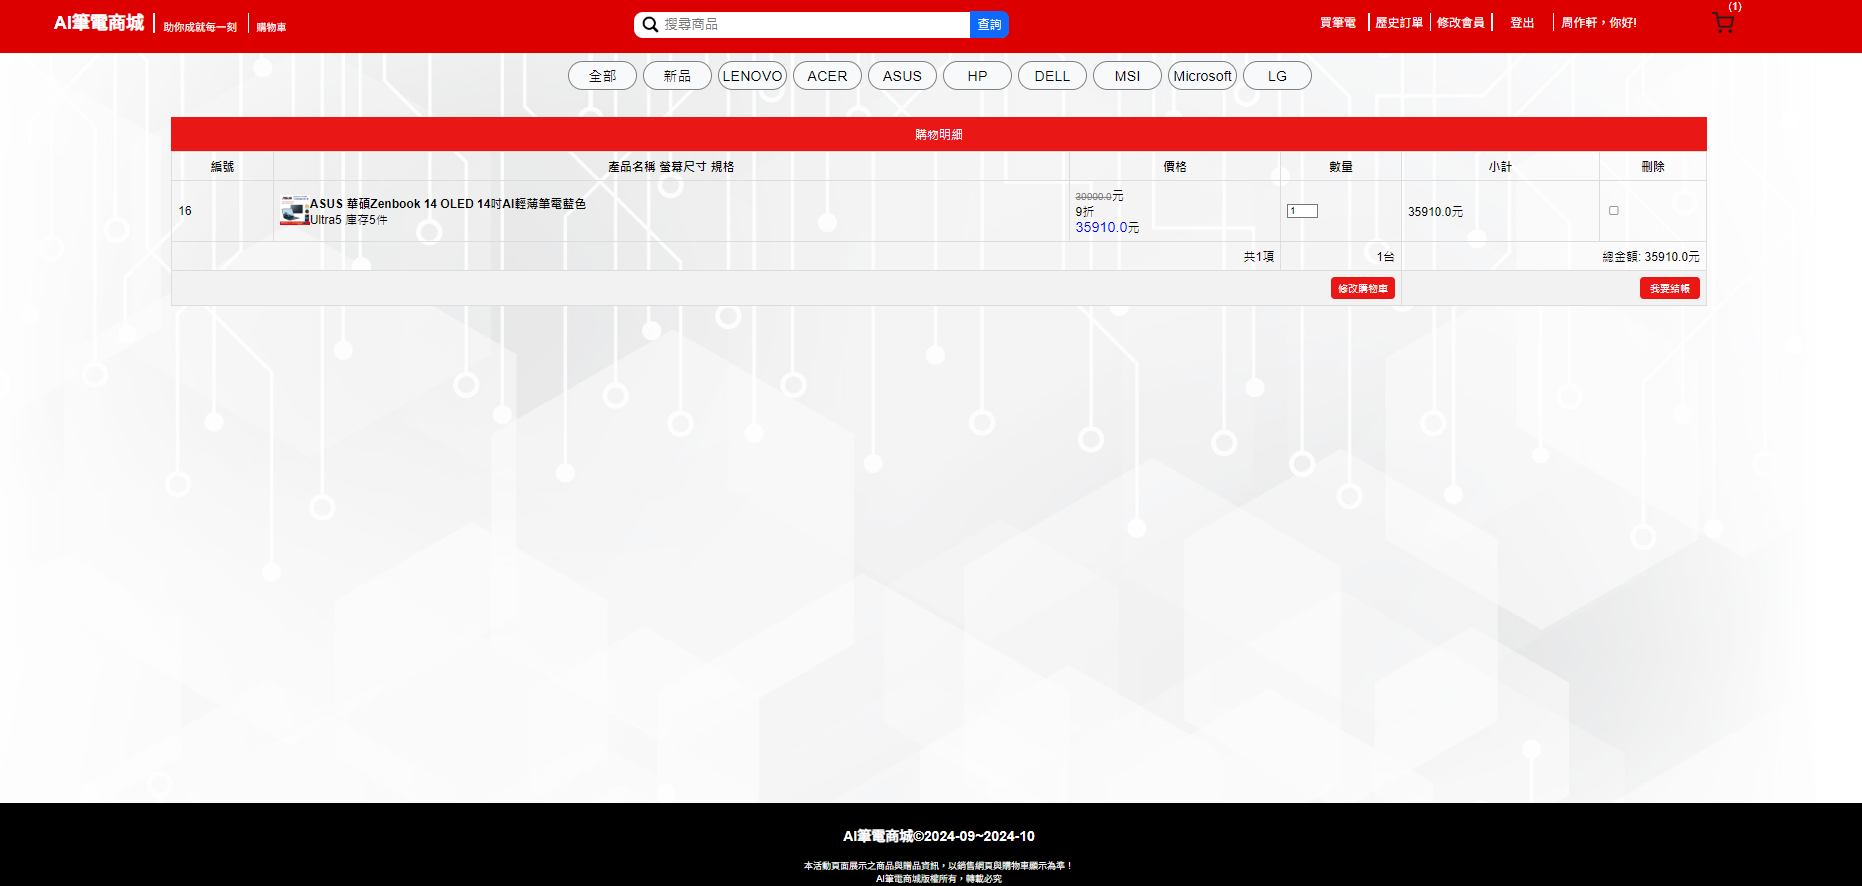 AI筆電商城 助你成就每一刻 購物車 搜尋商品 查詢 買筆電 歷史訂單 修改會員 登出 周作軒，你好! (1)
全部 新品 LENOVO ACER ASUS HP DELL MSI Microsoft LG
購物明細
編號 產品名稱 螢幕尺寸 規格 價格 數量 小計 刪除
16 ASUS 華碩Zenbook 14 OLED 14吋AI輕薄筆電藍色
Ultra5 庫存5件
元
9折
35910.0元
1
35910.0元
共1項 1台 總金額: 35910.0元
修改購物車 我要結帳
AI筆電商城©2024-09~2024-10
本活動頁面展示之商品與贈品資訊，以銷售網頁與購物車顯示為準！
AI筆電商城版權所有，轉載必究